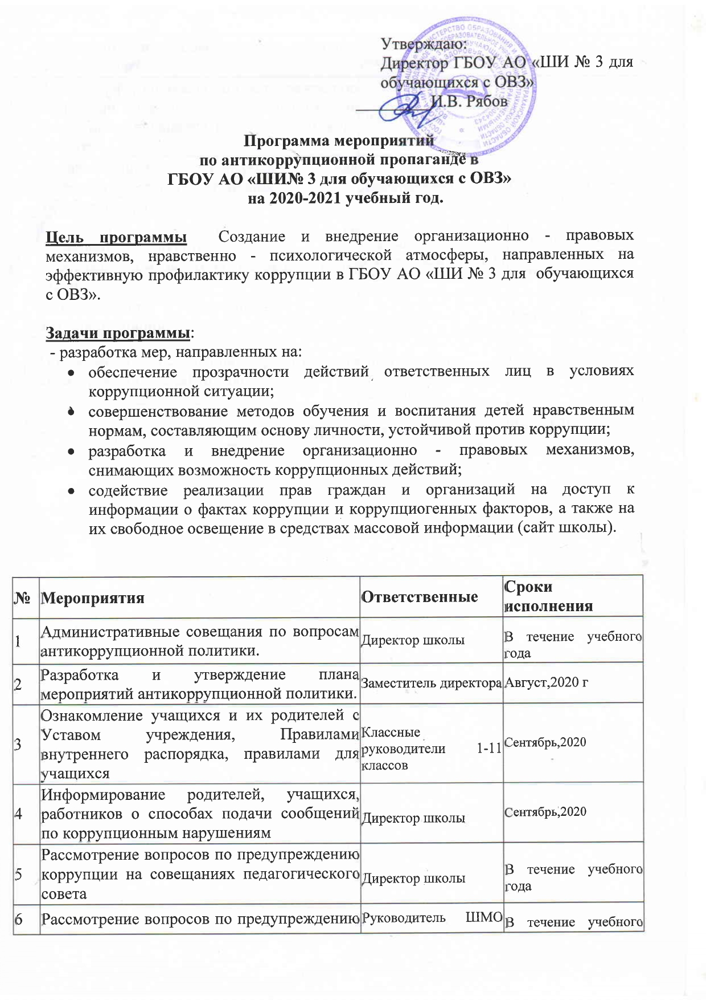 Утверждаю:
Директор ГБОУ АО «ШИ № 3 для
обучающихся с ОВЗ»
__________И.В. Рябов
Программа мероприятий
по антикоррупционной пропаганде в
ГБОУ АО «ШИ№ 3 для обучающихся с ОВЗ»
на 2020-2021 учебный год.
Цель программы Создание и внедрение организационно - правовых
механизмов, нравственно - психологической атмосферы, направленных на
эффективную профилактику коррупции в ГБОУ АО «ШИ № 3 для обучающихся
с ОВЗ».
Задачи программы:
- разработка мер, направленных на:
• обеспечение прозрачности действий ответственных лиц в условиях
коррупционной ситуации;
• совершенствование методов обучения и воспитания детей нравственным
нормам, составляющим основу личности, устойчивой против коррупции;
• разработка и внедрение организационно - правовых механизмов,
снимающих возможность коррупционных действий;
• содействие реализации прав граждан и организаций на доступ к
информации о фактах коррупции и коррупциогенных факторов, а также на
их свободное освещение в средствах массовой информации (сайт школы).
№ Мероприятия Ответственные Сроки
исполнения
1 Административные совещания по вопросам
антикоррупционной политики.
Директор школы
В течение учебного
года
2 Разработка и утверждение плана
мероприятий антикоррупционной политики.
Заместитель директора
Август,2020 г
3 Ознакомление учащихся и их родителей с
Уставом учреждения, Правилами
внутреннего распорядка, правилами для
учащихся
Классные
руководители 1-11
классов
Сентябрь,2020
4 Информирование родителей, учащихся,
работников о способах подачи сообщений
по коррупционным нарушениям
Директор школы
Сентябрь,2020
5 Рассмотрение вопросов по предупреждению
коррупции на совещаниях педагогического
совета
Директор школы
В течение учебного
года
6 Рассмотрение вопросов по предупреждению
Руководитель ШМО
В течение учебного